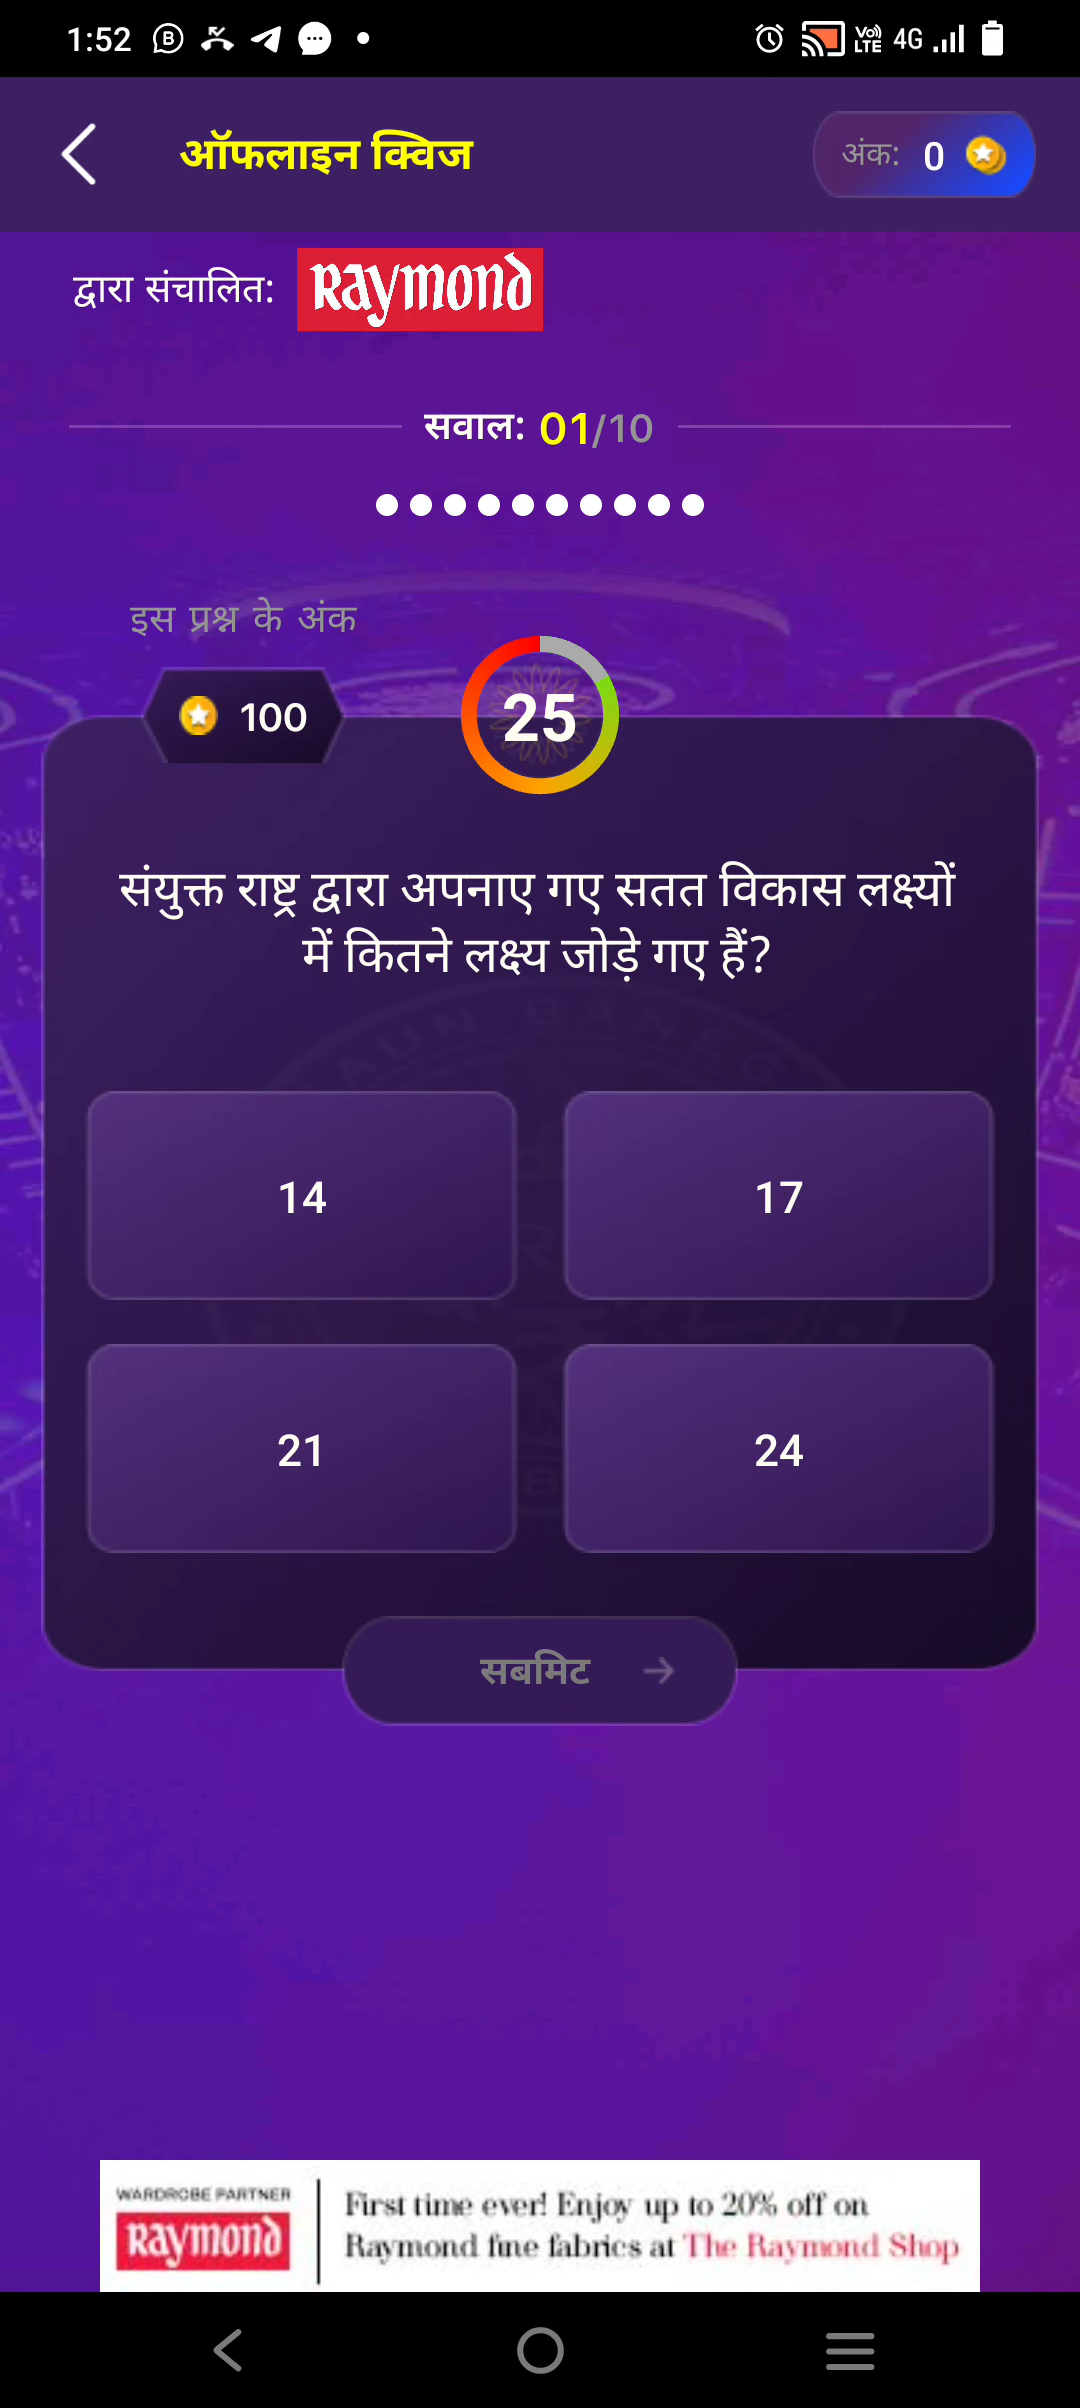 1:52
Vo)) LTE 4G
ऑफलाइन क्विज
अंक: 0
द्वारा संचालित: Raymond
सवाल: 01/10
इस प्रश्न के अंक
100
25
संयुक्त राष्ट्र द्वारा अपनाए गए सतत विकास लक्ष्यों
में कितने लक्ष्य जोड़े गए हैं?
14 17
21 24
सबमिट
WARDROBE PARTNER
Raymond
First time ever! Enjoy up to 20% off on
Raymond fine fabrics at The Raymond Shop